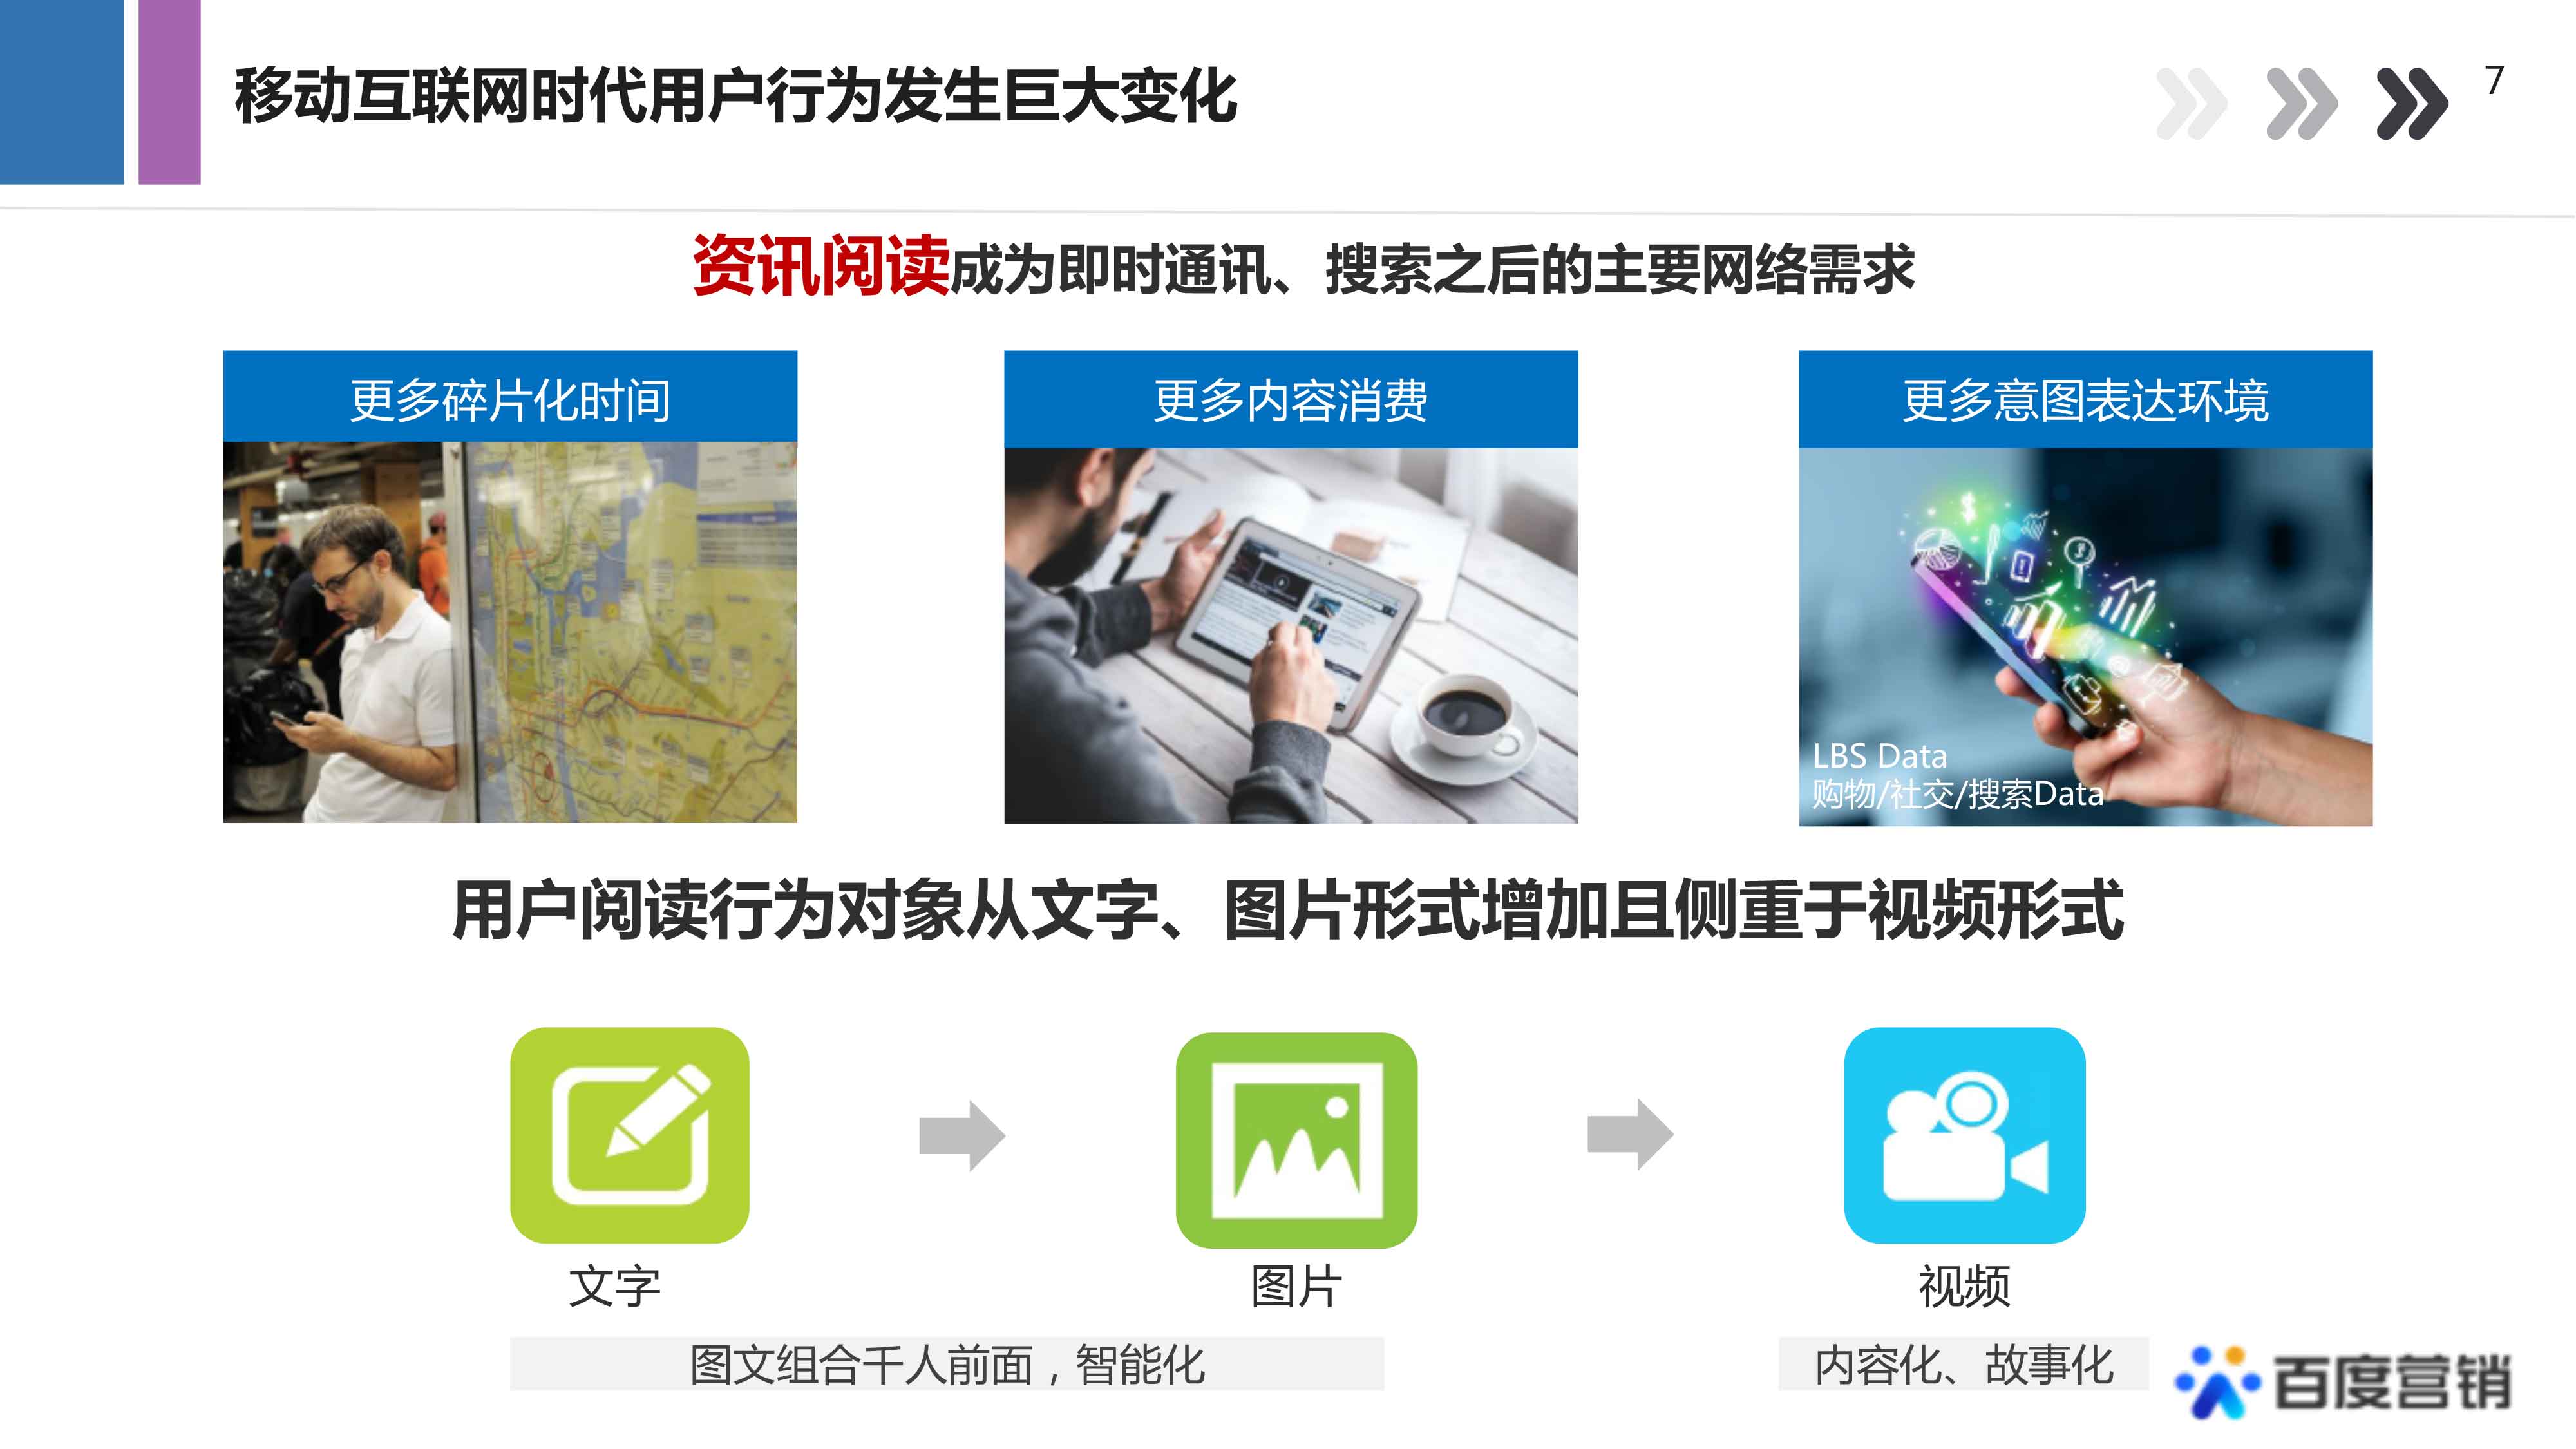 移动互联网时代用户行为发生巨大变化
7
资讯阅读成为即时通讯、搜索之后的主要网络需求
更多碎片化时间
更多内容消费
更多意图表达环境
LBS Data
购物/社交/搜索Data
用户阅读行为对象从文字、图片形式增加且侧重于视频形式
文字
图片
视频
图文组合千人前面，智能化
内容化、故事化
百度营销